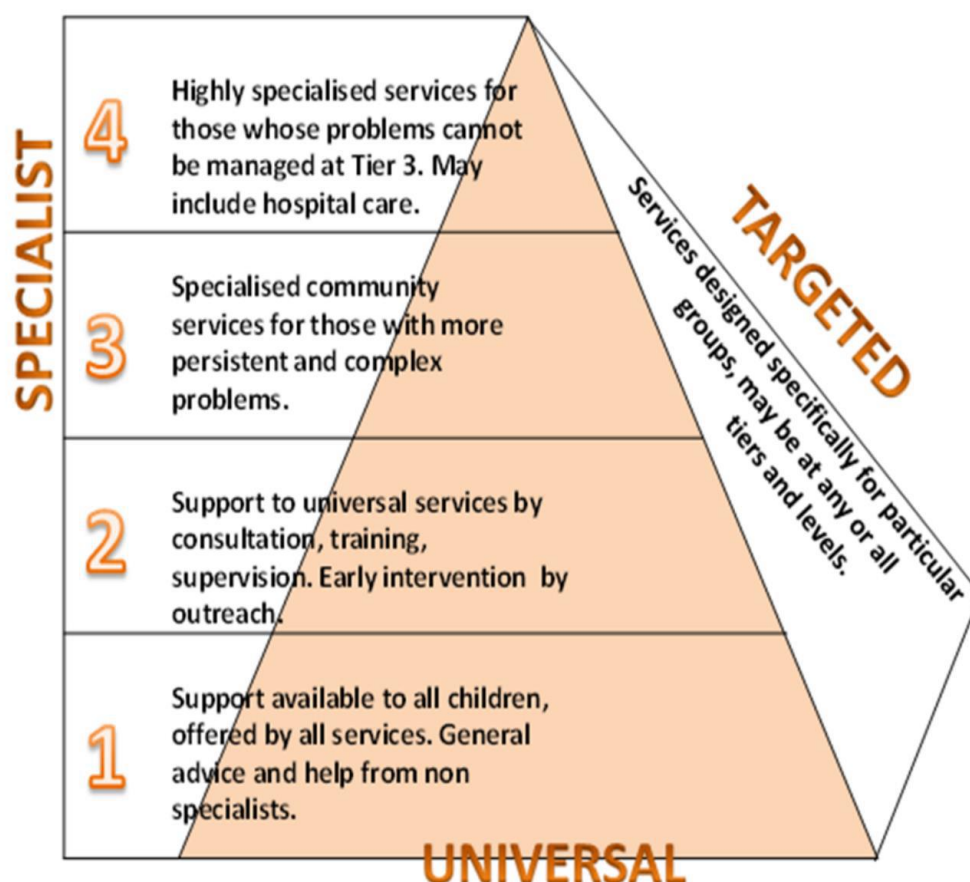 SPECIALIST
4
Highly specialised services for
those whose problems cannot
be managed at Tier 3. May
include hospital care.
3
Specialised community
services for those with more
persistent and complex
problems.
2
Support to universal services by
consultation, training,
supervision. Early intervention by
outreach.
1
Support available to all children,
offered by all services. General
advice and help from non
specialists.
UNIVERSAL
TARGETED
Services designed specifically for particular
groups, may be at any or all
tiers and levels.